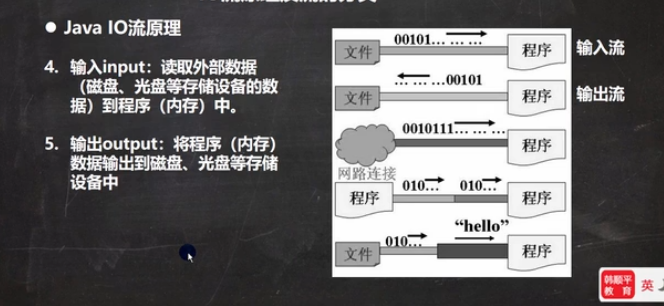 ● Java IO流原理
4. 输入input：读取外部数据
（磁盘、光盘等存储设备的数
据）到程序（内存）中。
5. 输出output：将程序（内存）
数据输出到磁盘、光盘等存储
设备中
文件 00101… … … 程序 输入流
文件 … … …00101 程序 输出流
0010111… … … 程序
网路连接
程序 010… 010… 程序
“hello”
文件 010… 程序
韩顺平
教育
英